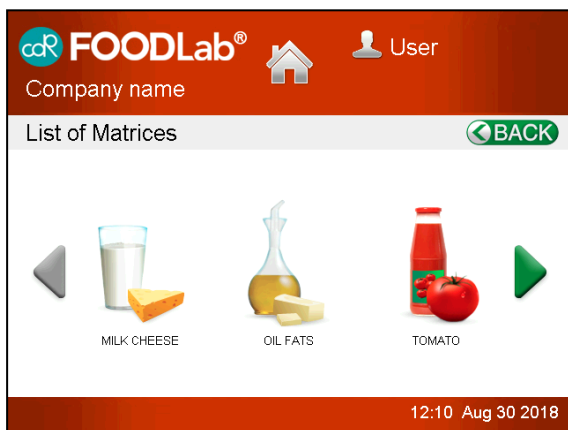 cdR FOODLab®
User
Company name
List of Matrices
BACK
MILK CHEESE
OIL FATS
TOMATO
12:10 Aug 30 2018